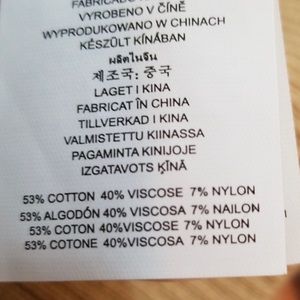 FABRICADO
VYROBENO V ČÍNĚ
WYPRODUKOWANO W CHINACH
KÉSZÜLT KÍNÁBAN
ผลิตในจีน
제조국: 중국
LAGET I KINA
FABRICAT ÎN CHINA
TILLVERKAD I KINA
VALMISTETTU KIINASSA
PAGAMINTA KINIJOJE
IZGATAVOTS ĶĪNĀ
53% COTTON 40% VISCOSE 7% NYLON
53% ALGODÓN 40% VISCOSA 7% NAILON
53% COTON 40% VISCOSE 7% NYLON
53% COTONE 40%VISCOSA 7% NYLON